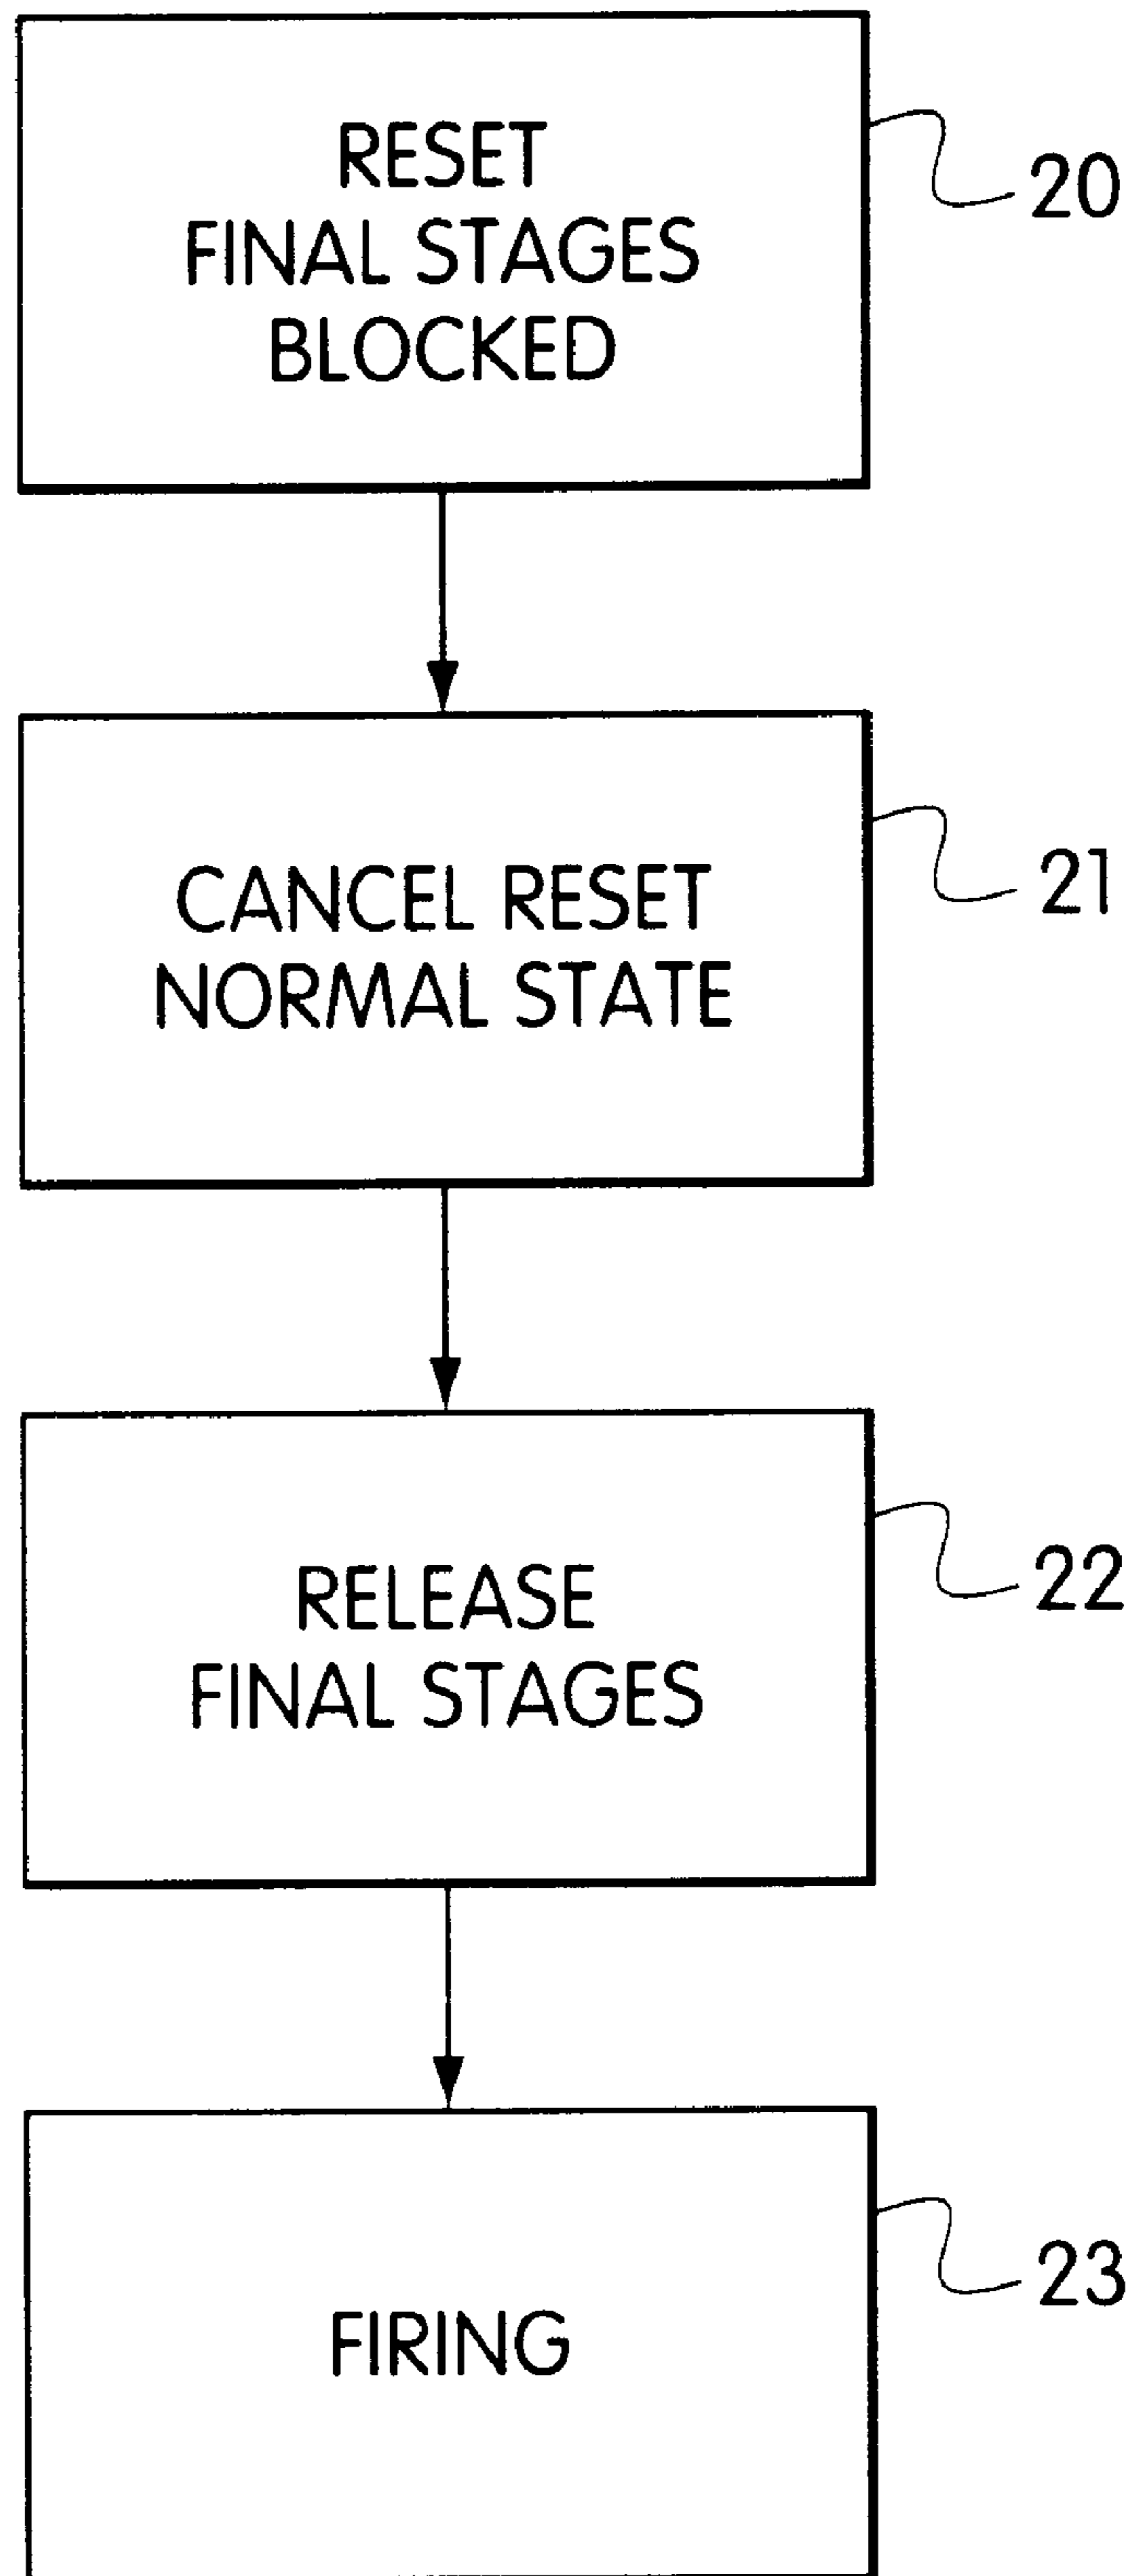 RESET
FINAL STAGES
BLOCKED
20
CANCEL RESET
NORMAL STATE
21
RELEASE
FINAL STAGES
22
FIRING
23